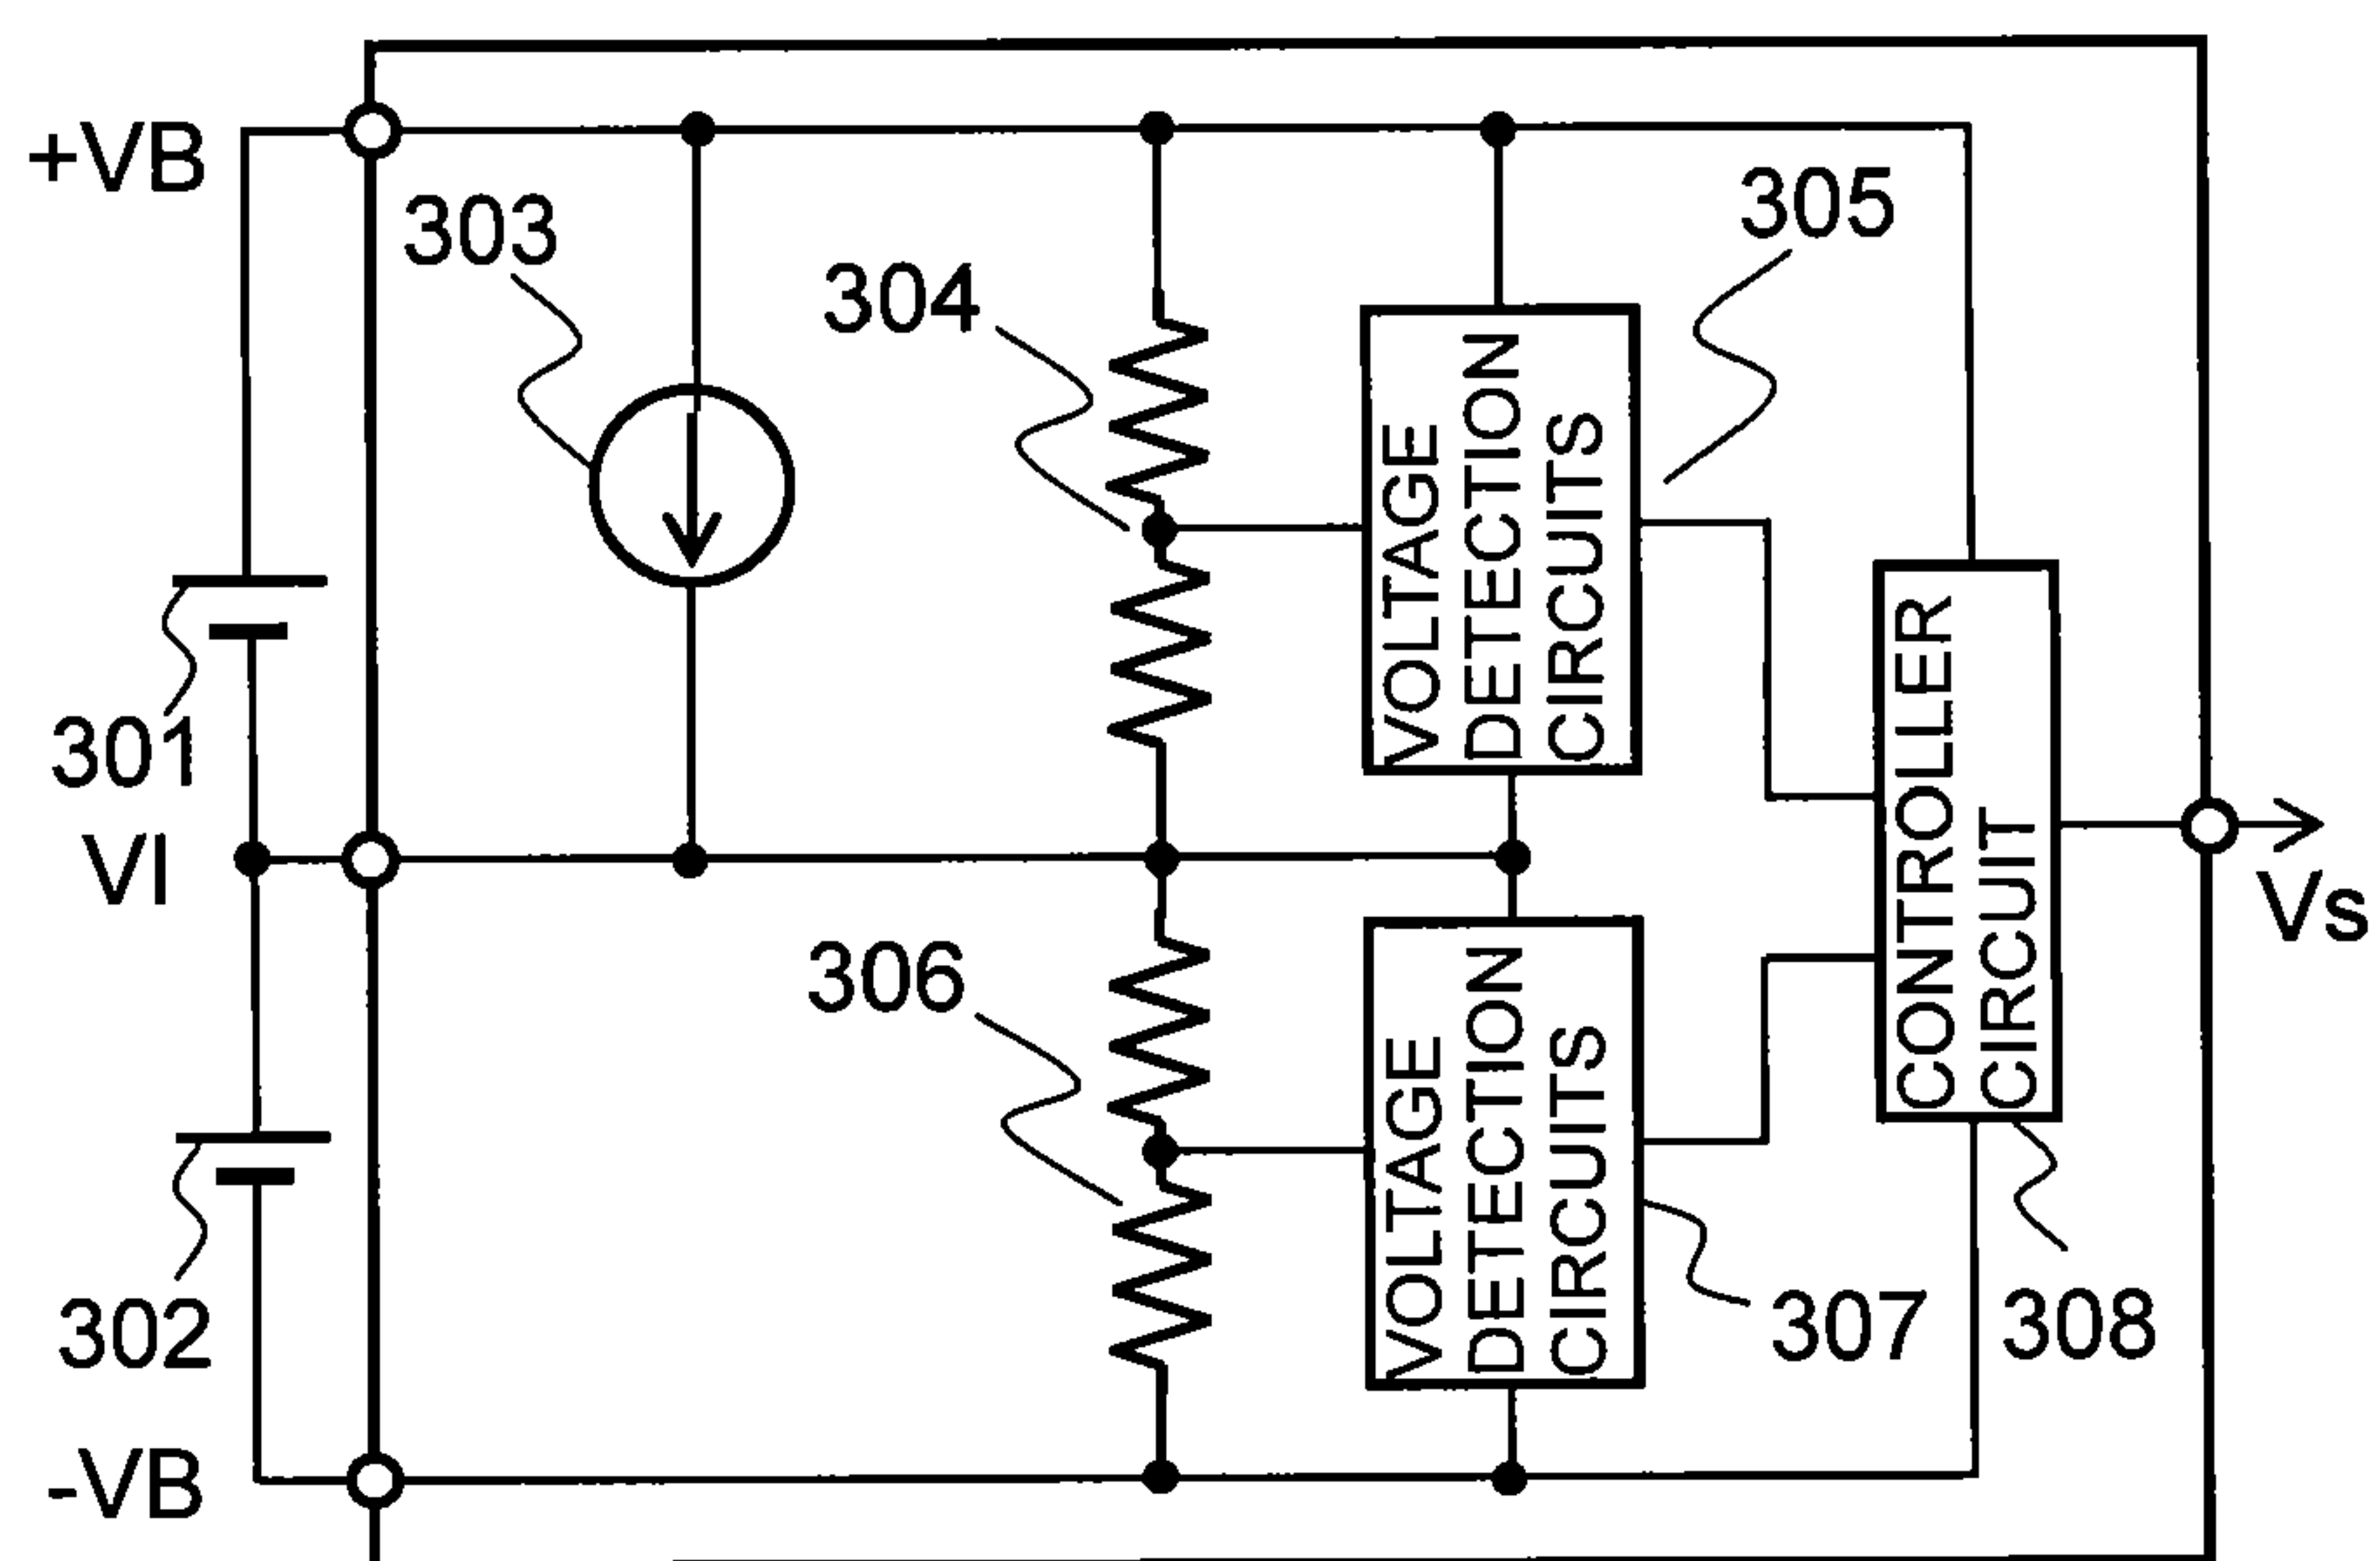 +VB
303
304
305
VOLTAGE
DETECTION
CIRCUITS
301
VI
CONTROLLER
CIRCUIT
Vs
306
VOLTAGE
DETECTION
CIRCUITS
302
307
308
-VB